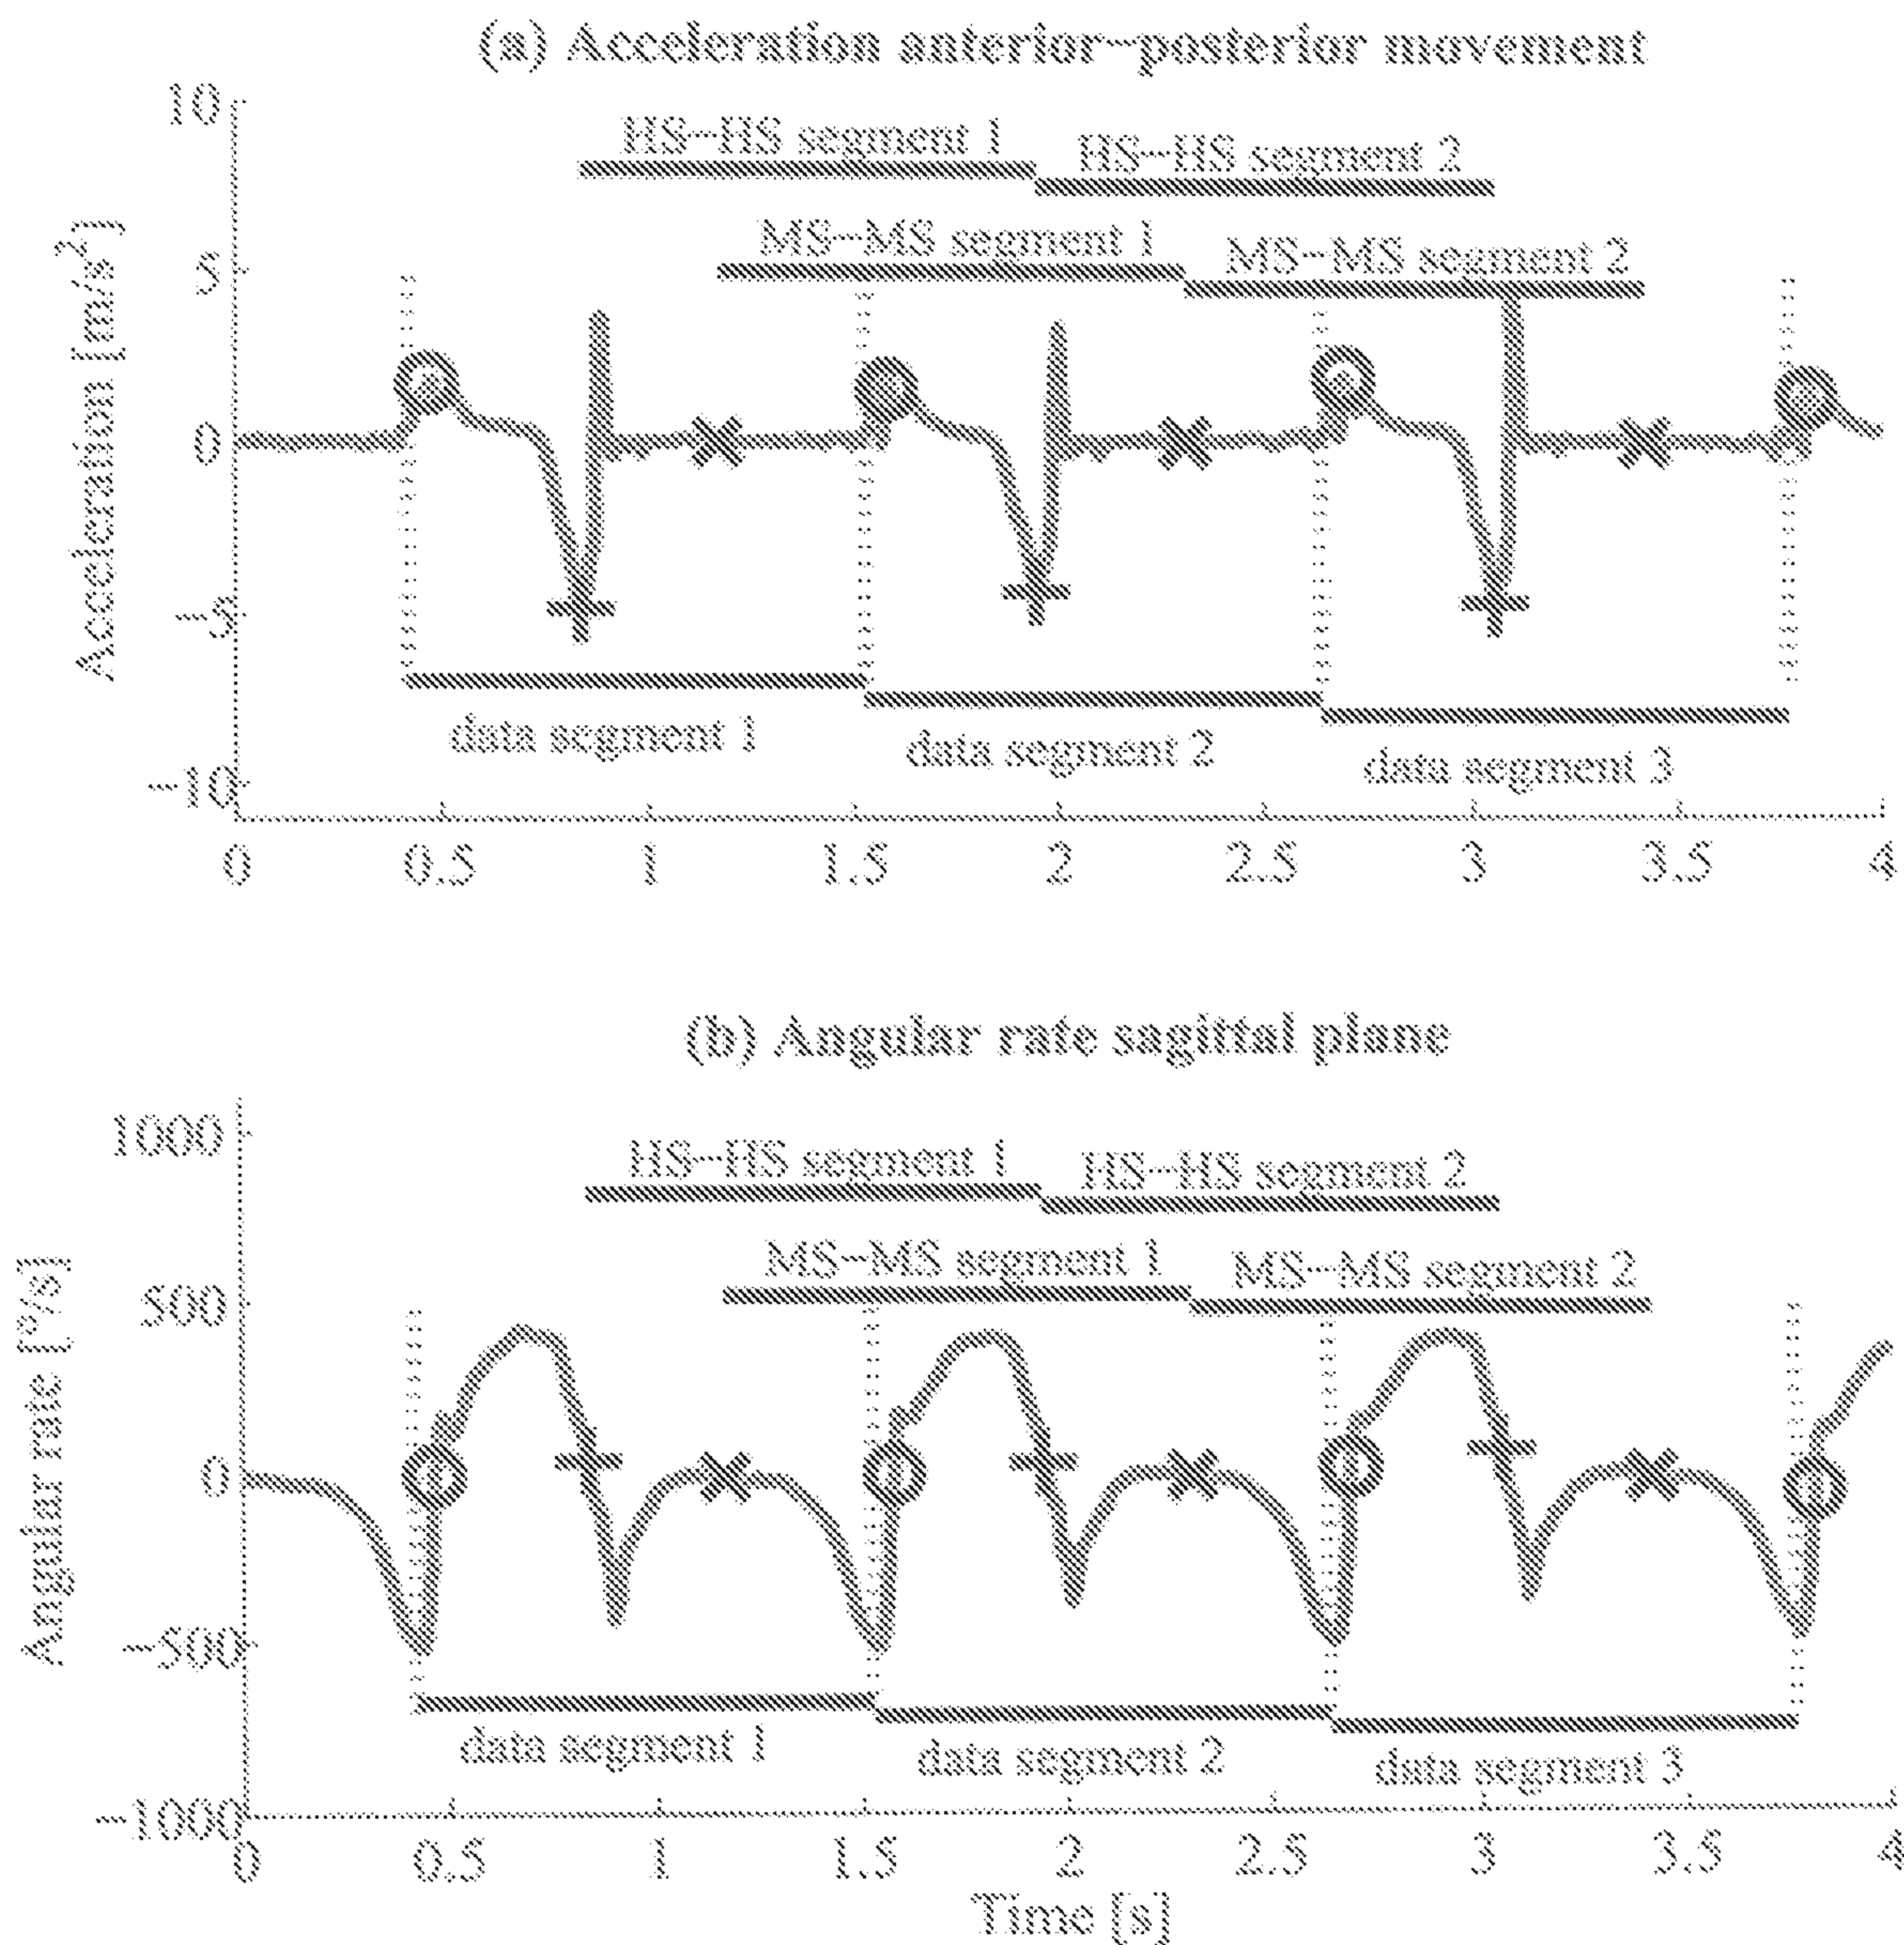 (a) Acceleration anterior–posterior movement
10
HS–HS segment 1
HS–HS segment 2
MS–MS segment 1
MS–MS segment 2
5
0
−5
−10
Acceleration [m/s²]
data segment 1
data segment 2
data segment 3
0 0.5 1 1.5 2 2.5 3 3.5 4
(b) Angular rate sagittal plane
1000
HS–HS segment 1
HS–HS segment 2
MS–MS segment 1
MS–MS segment 2
500
0
−500
−1000
Angular rate [°/s]
data segment 1
data segment 2
data segment 3
0 0.5 1 1.5 2 2.5 3 3.5 4
Time [s]